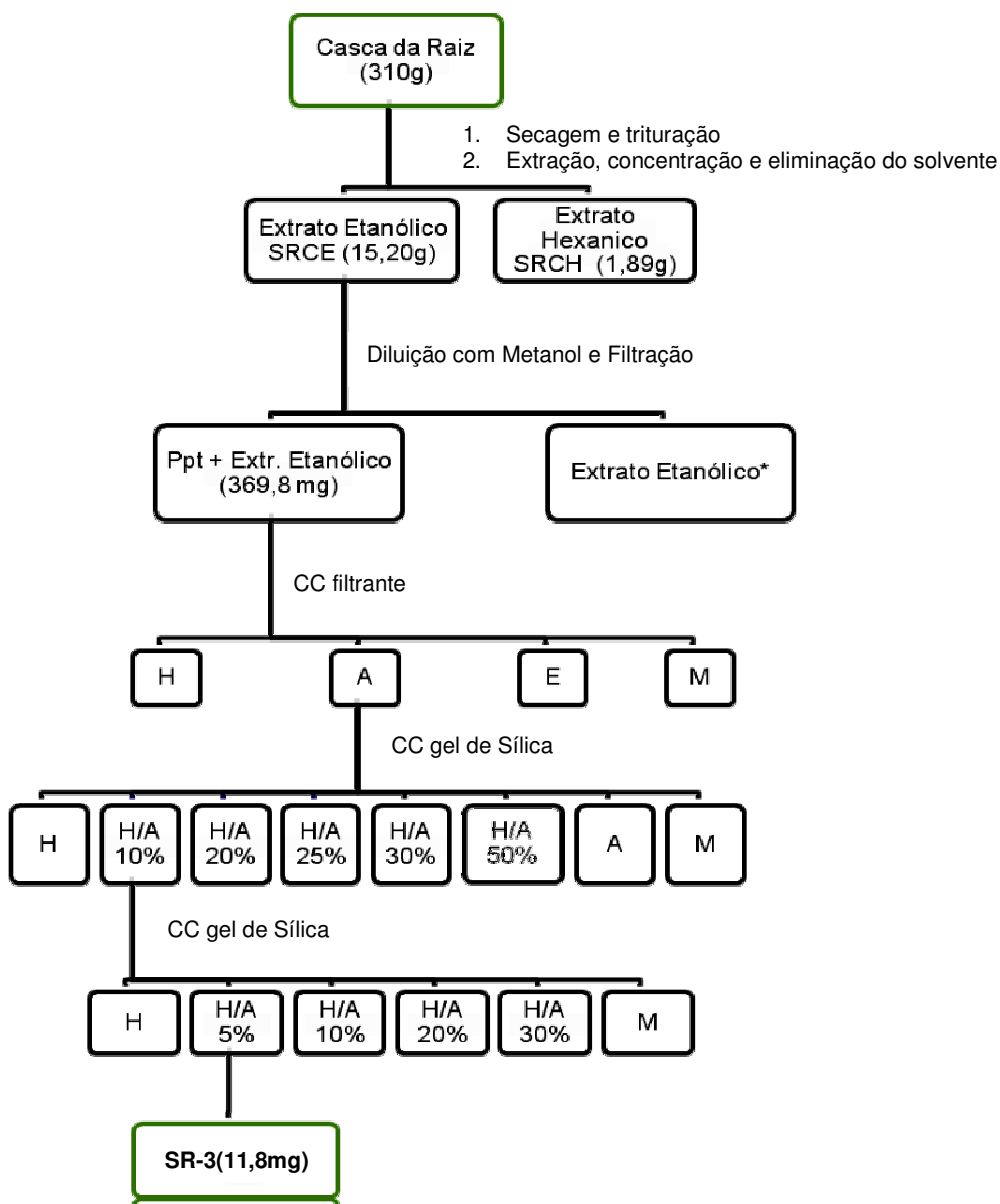 Casca da Raiz
(310g)
1. Secagem e trituração
2. Extração, concentração e eliminação do solvente
Extrato Etanólico
SRCE (15,20g)
Extrato
Hexanico
SRCH (1,89g)
Diluição com Metanol e Filtração
Ppt + Extr. Etanólico
(369,8 mg)
Extrato Etanólico*
CC filtrante
H
A
E
M
CC gel de Sílica
H
H/A
10%
H/A
20%
H/A
25%
H/A
30%
H/A
50%
A
M
CC gel de Sílica
H
H/A
5%
H/A
10%
H/A
20%
H/A
30%
M
SR-3(11,8mg)